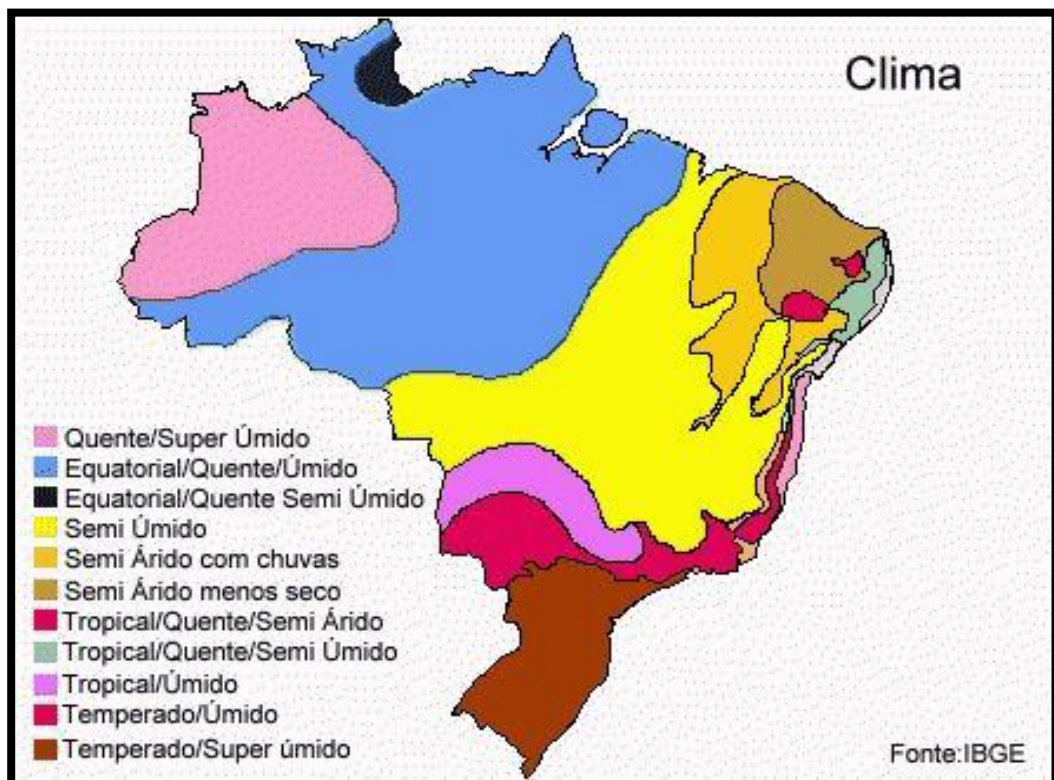 Clima
Quente/Super Úmido
Equatorial/Quente/Úmido
Equatorial/Quente Semi Úmido
Semi Úmido
Semi Árido com chuvas
Semi Árido menos seco
Tropical/Quente/Semi Árido
Tropical/Quente/Semi Úmido
Tropical/Úmido
Temperado/Úmido
Temperado/Super úmido
Fonte:IBGE